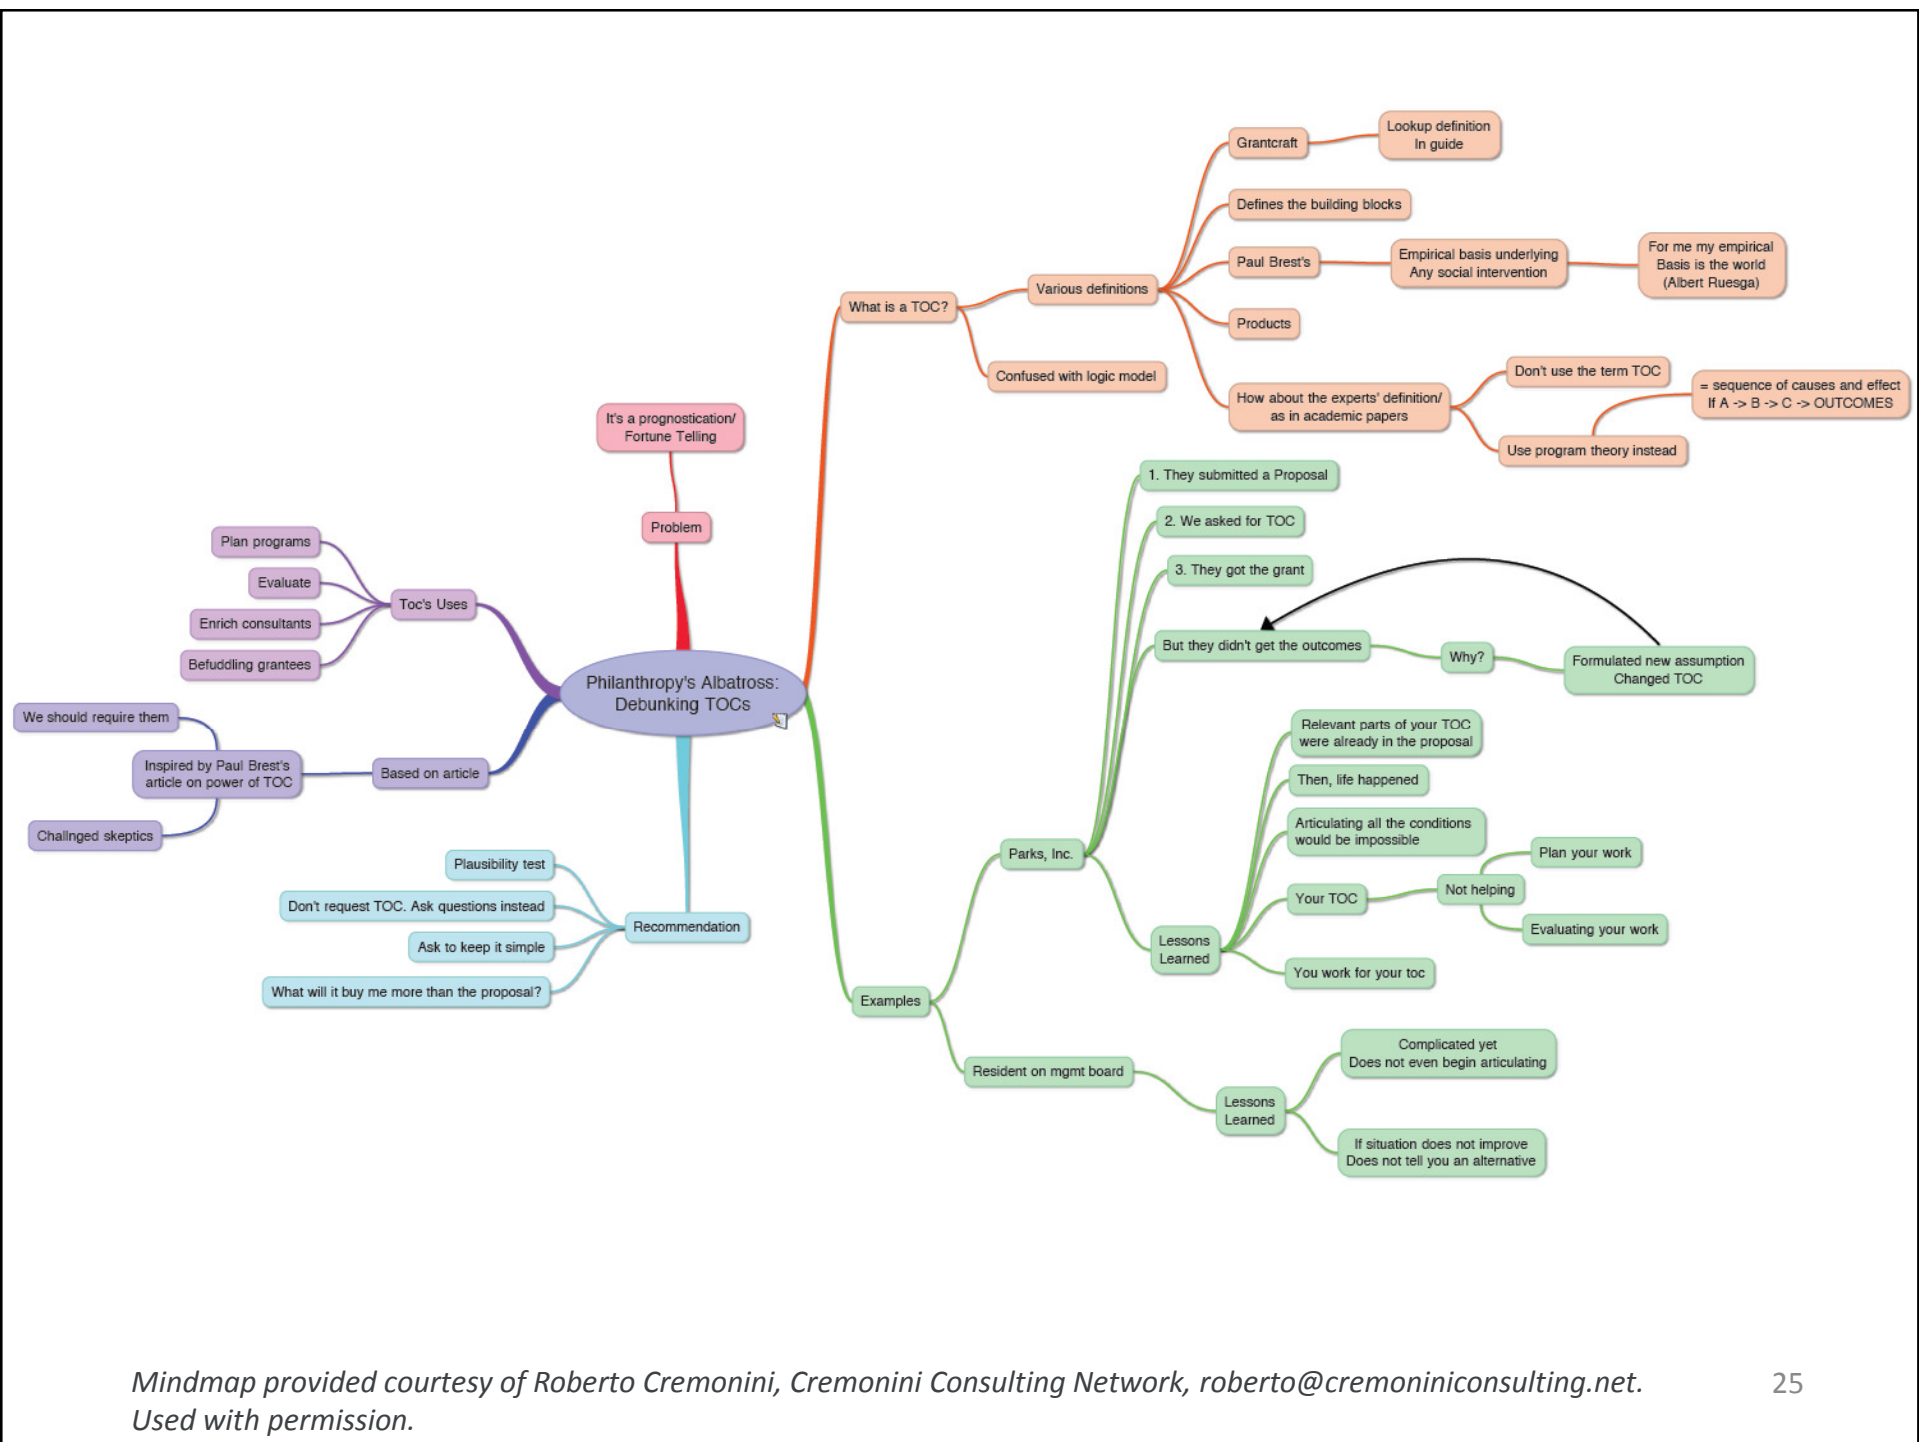 Philanthropy's Albatross:
Debunking TOCs
It's a prognostication/
Fortune Telling
Problem
Plan programs
Evaluate
Enrich consultants
Befuddling grantees
Toc's Uses
We should require them
Inspired by Paul Brest's
article on power of TOC
Challnged skeptics
Based on article
Plausibility test
Don't request TOC. Ask questions instead
Ask to keep it simple
What will it buy me more than the proposal?
Recommendation
What is a TOC?
Various definitions
Grantcraft
Lookup definition
In guide
Defines the building blocks
Paul Brest's
Empirical basis underlying
Any social intervention
For me my empirical
Basis is the world
(Albert Ruesga)
Products
How about the experts' definition/
as in academic papers
Don't use the term TOC
Use program theory instead
= sequence of causes and effect
If A -> B -> C -> OUTCOMES
Confused with logic model
Examples
Parks, Inc.
1. They submitted a Proposal
2. We asked for TOC
3. They got the grant
But they didn't get the outcomes
Why?
Formulated new assumption
Changed TOC
Lessons
Learned
Relevant parts of your TOC
were already in the proposal
Then, life happened
Articulating all the conditions
would be impossible
Your TOC
Not helping
Plan your work
Evaluating your work
You work for your toc
Resident on mgmt board
Lessons
Learned
Complicated yet
Does not even begin articulating
If situation does not improve
Does not tell you an alternative
Mindmap provided courtesy of Roberto Cremonini, Cremonini Consulting Network, roberto@cremoniniconsulting.net.
Used with permission.
25